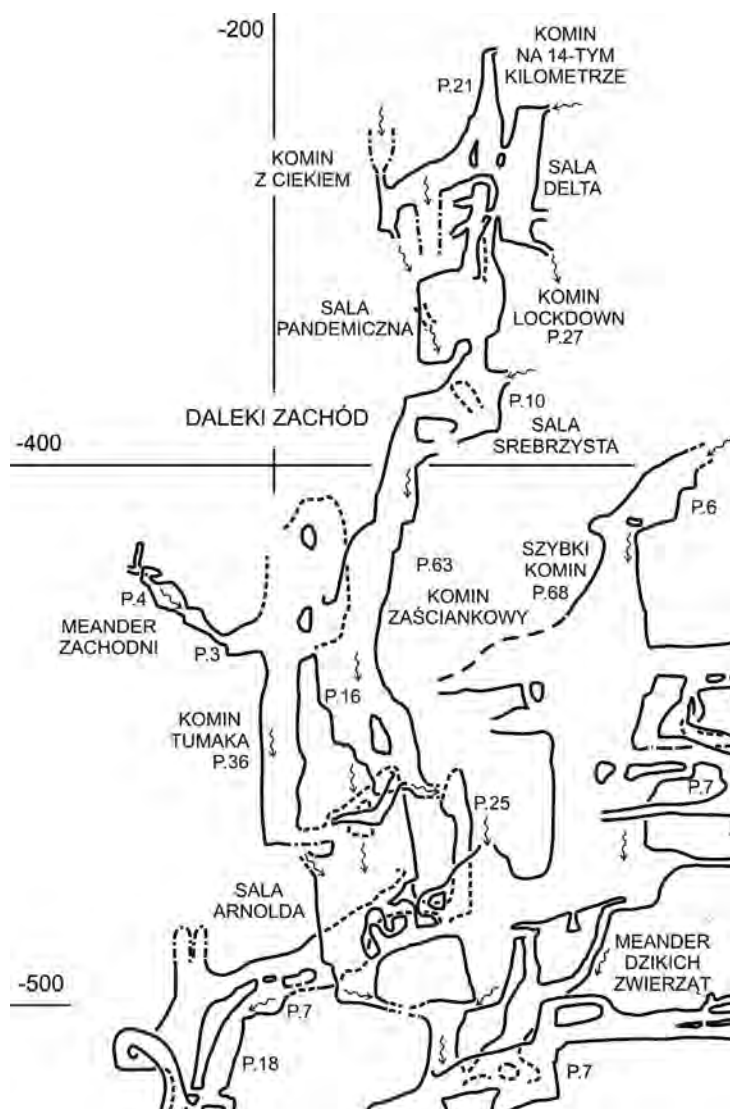 -200
KOMIN
NA 14-TYM
KILOMETRZE
P.21
KOMIN
Z CIEKIEM
SALA
DELTA
SALA
PANDEMICZNA
KOMIN
LOCKDOWN
P.27
DALEKI ZACHÓD
P.10
SALA
SREBRZYSTA
-400
P.6
P.63
SZYBKI
KOMIN
P.68
P.4
MEANDER
ZACHODNI
P.3
KOMIN
ZAŚCIANKOWY
P.16
KOMIN
TUMAKA
P.36
P.7
P.25
SALA
ARNOLDA
MEANDER
DZIKICH
ZWIERZĄT
-500
P.7
P.18
P.7